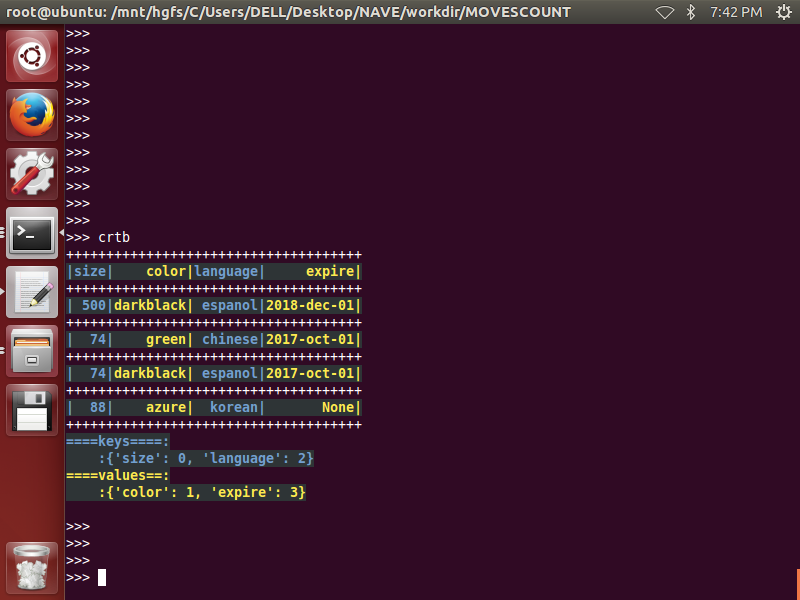 root@ubuntu: /mnt/hgfs/C/Users/DELL/Desktop/NAVE/workdir/MOVESCOUNT 7:42 PM
>>>
>>>
>>>
>>>
>>>
>>>
>>>
>>>
>>>
>>>
>>>
>>>
>>> crtb
+++++++++++++++++++++++++++++++++++++
|size|    color|language|     expire|
+++++++++++++++++++++++++++++++++++++
| 500|darkblack| espanol|2018-dec-01|
+++++++++++++++++++++++++++++++++++++
|  74|    green| chinese|2017-oct-01|
+++++++++++++++++++++++++++++++++++++
|  74|darkblack| espanol|2017-oct-01|
+++++++++++++++++++++++++++++++++++++
|  88|    azure|  korean|       None|
+++++++++++++++++++++++++++++++++++++
====keys====:
    :{'size': 0, 'language': 2}
====values==:
    :{'color': 1, 'expire': 3}
>>>
>>>
>>>
>>>